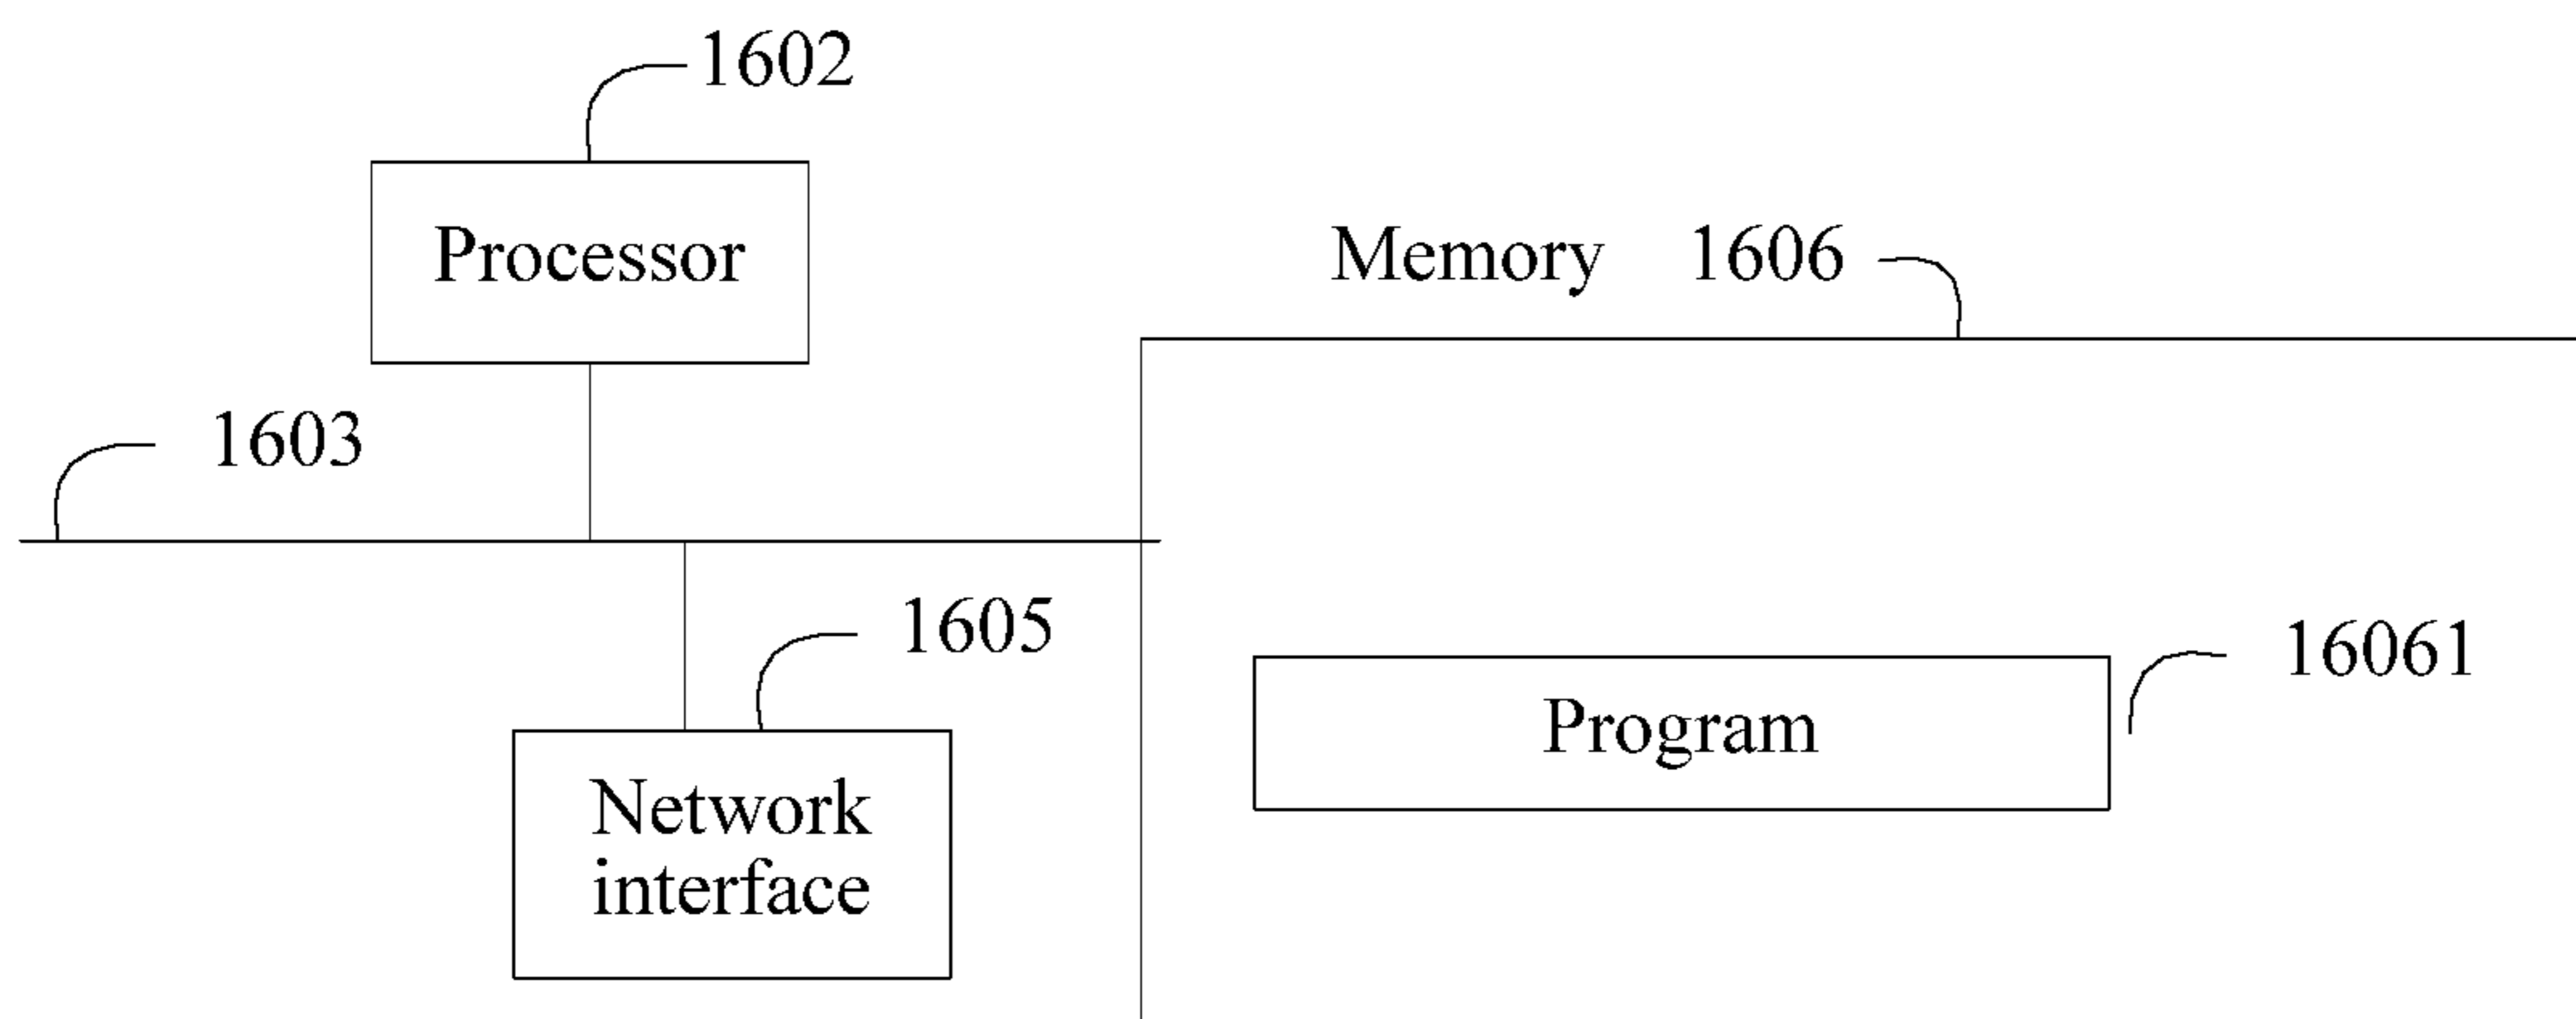 1602
Processor
Memory 1606
1603
1605
16061
Program
Network
interface